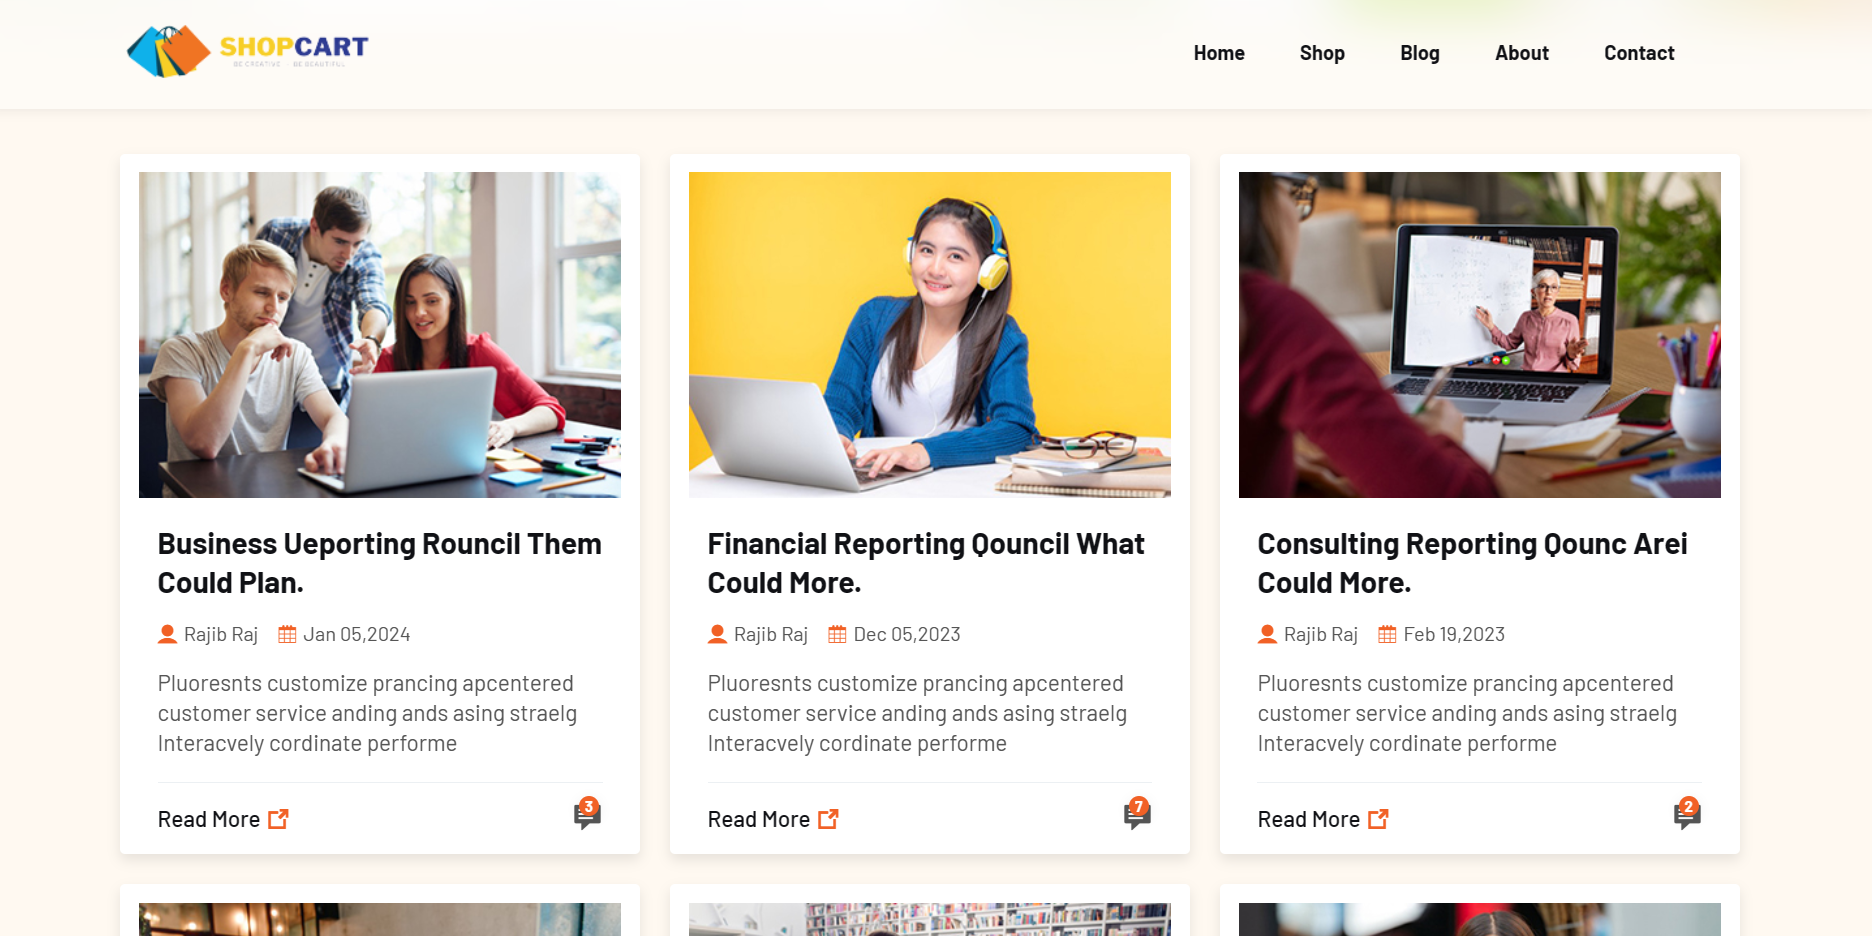 SHOPCART
BE CREATIVE BE BEAUTIFUL
Home Shop Blog About Contact
Business Ueporting Rouncil Them
Could Plan.
Rajib Raj Jan 05,2024
Pluoresnts customize prancing apcentered
customer service anding ands asing straelg
Interacvely cordinate performe
Read More 3
Financial Reporting Qouncil What
Could More.
Rajib Raj Dec 05,2023
Pluoresnts customize prancing apcentered
customer service anding ands asing straelg
Interacvely cordinate performe
Read More 7
Consulting Reporting Qounc Arei
Could More.
Rajib Raj Feb 19,2023
Pluoresnts customize prancing apcentered
customer service anding ands asing straelg
Interacvely cordinate performe
Read More 2